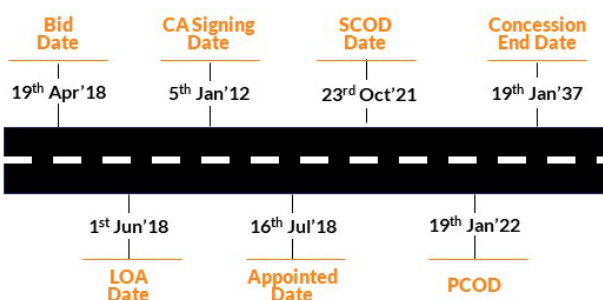 Bid
Date
CA Signing
Date
SCOD
Date
Concession
End Date
19th Apr'18
5th Jan'12
23rd Oct'21
19th Jan'37
1st Jun'18
16th Jul'18
19th Jan'22
LOA
Date
Appointed
Date
PCOD